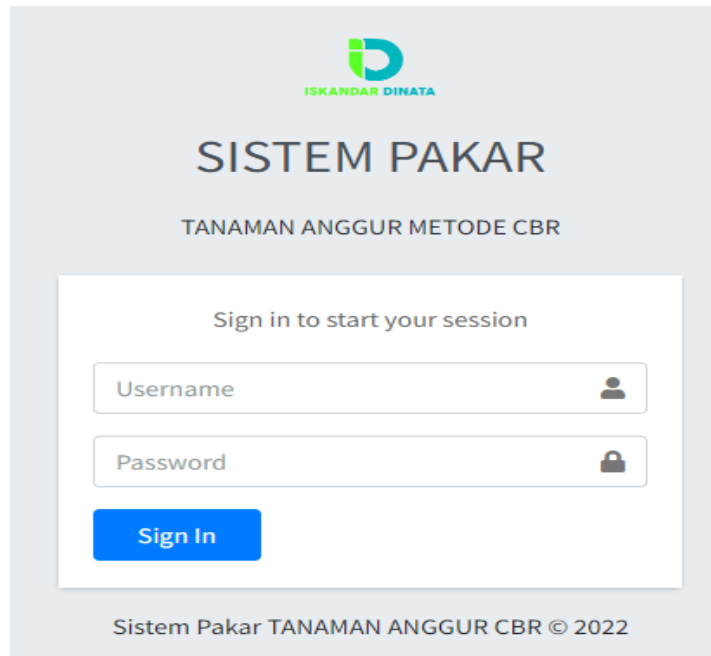 ISKANDAR DINATA
SISTEM PAKAR
TANAMAN ANGGUR METODE CBR
Sign in to start your session
Username
Password
Sign In
Sistem Pakar TANAMAN ANGGUR CBR © 2022